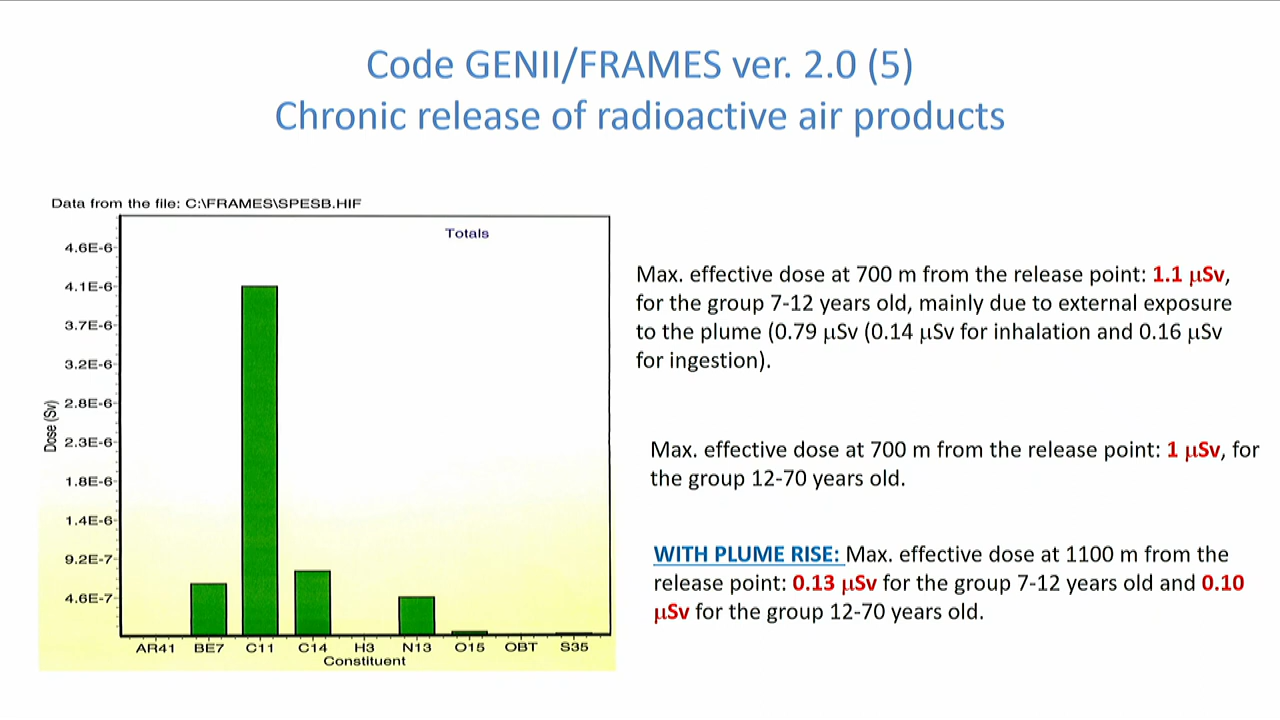 Code GENII/FRAMES ver. 2.0 (5)
Chronic release of radioactive air products
Data from the file: C:\FRAMES\SPESB.HIF
Totals
4.6E-6
4.1E-6
3.7E-6
3.2E-6
2.8E-6
2.3E-6
1.8E-6
1.4E-6
9.2E-7
4.6E-7
Dose (Sv)
AR41 BE7 C11 C14 H3 N13 O15 OBT S35
Constituent
Max. effective dose at 700 m from the release point: 1.1 μSv,
for the group 7-12 years old, mainly due to external exposure
to the plume (0.79 μSv (0.14 μSv for inhalation and 0.16 μSv
for ingestion).
Max. effective dose at 700 m from the release point: 1 μSv, for
the group 12-70 years old.
WITH PLUME RISE: Max. effective dose at 1100 m from the
release point: 0.13 μSv for the group 7-12 years old and 0.10
μSv for the group 12-70 years old.